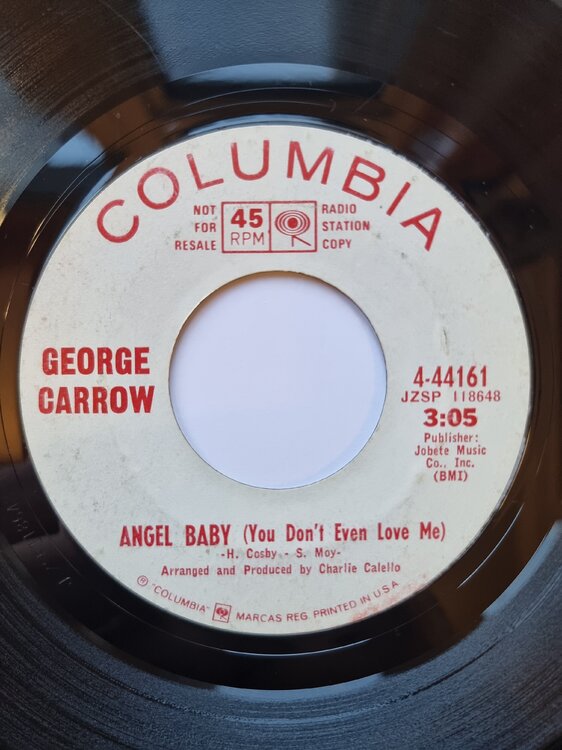 COLUMBIA
NOT
FOR
RESALE
45
RPM
RADIO
STATION
COPY
GEORGE
CARROW
4-44161
JZSP 118648
3:05
Publisher:
Jobete Music
Co., Inc.
(BMI)
ANGEL BABY (You Don't Even Love Me)
-H. Cosby - S. Moy-
Arranged and Produced by Charlie Calello
® "COLUMBIA" MARCAS REG. PRINTED IN U.S.A.